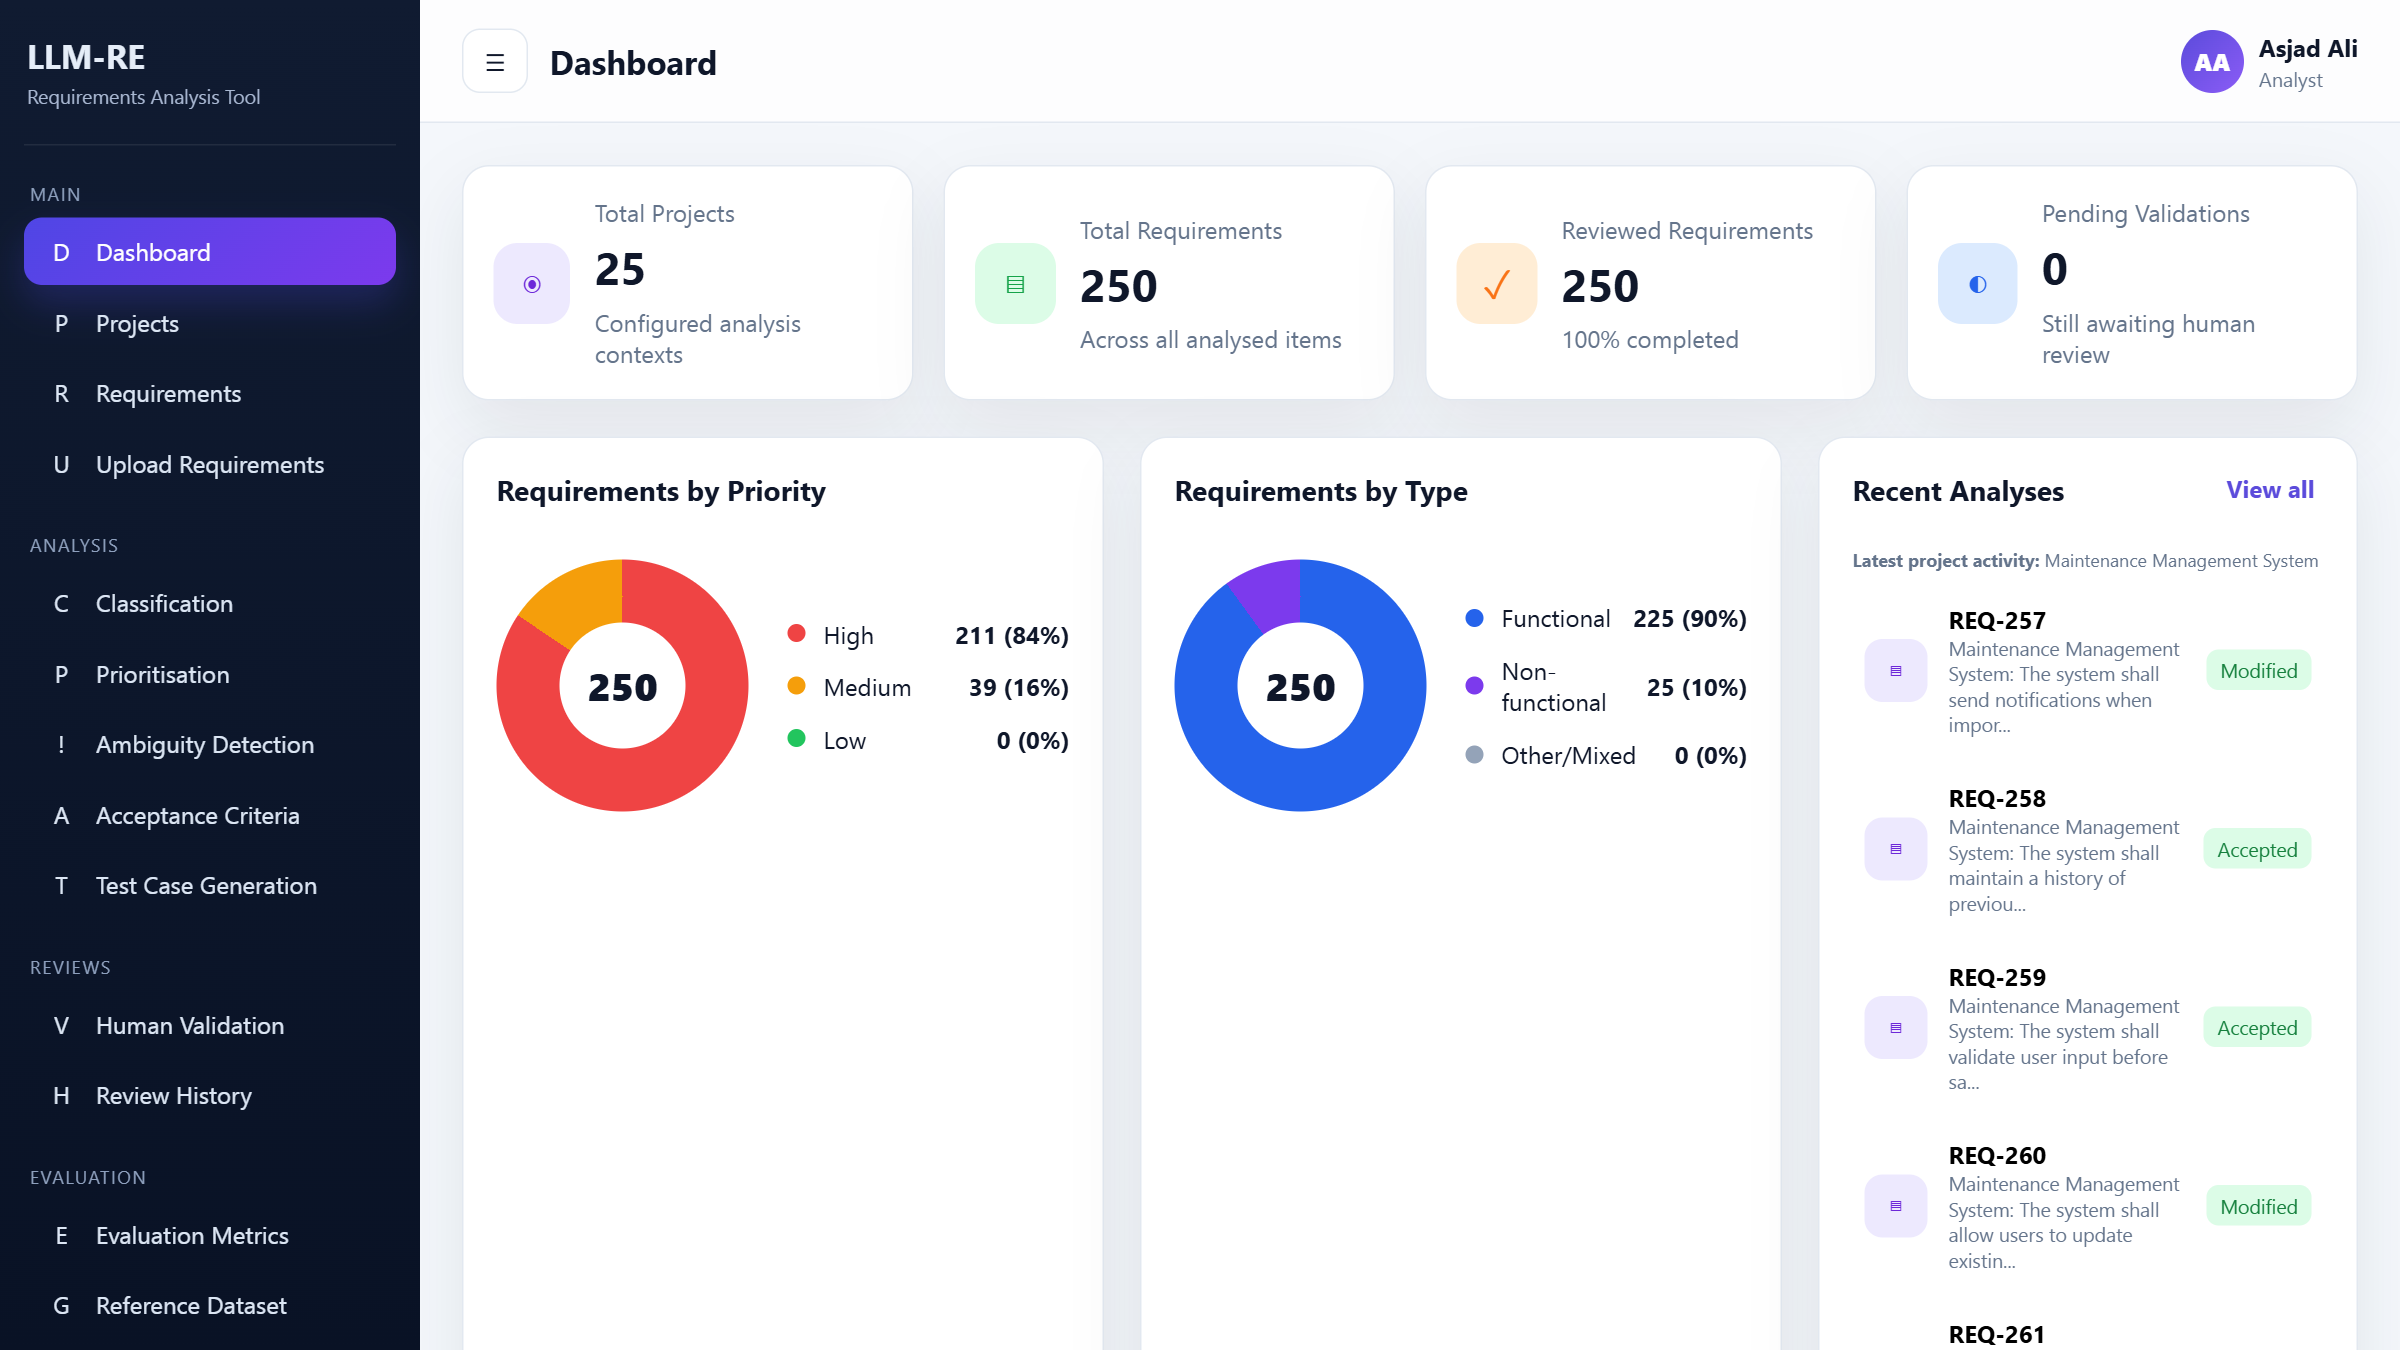 LLM-RE
Requirements Analysis Tool
MAIN
D Dashboard
P Projects
R Requirements
U Upload Requirements
ANALYSIS
C Classification
P Prioritisation
! Ambiguity Detection
A Acceptance Criteria
T Test Case Generation
REVIEWS
V Human Validation
H Review History
EVALUATION
E Evaluation Metrics
G Reference Dataset
☰ Dashboard
AA
Asjad Ali
Analyst
Total Projects
25
Configured analysis
contexts
Total Requirements
250
Across all analysed items
Reviewed Requirements
250
100% completed
Pending Validations
0
Still awaiting human
review
Requirements by Priority
250
High 211 (84%)
Medium 39 (16%)
Low 0 (0%)
Requirements by Type
250
Functional 225 (90%)
Non-
functional 25 (10%)
Other/Mixed 0 (0%)
Recent Analyses View all
Latest project activity: Maintenance Management System
REQ-257
Maintenance Management
System: The system shall
send notifications when
impor...
Modified
REQ-258
Maintenance Management
System: The system shall
maintain a history of
previou...
Accepted
REQ-259
Maintenance Management
System: The system shall
validate user input before
sa...
Accepted
REQ-260
Maintenance Management
System: The system shall
allow users to update
existin...
Modified
REQ-261